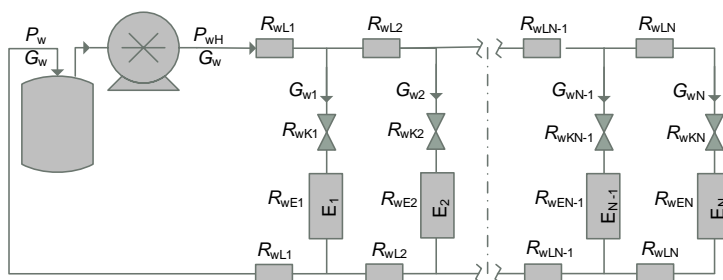 P_w P_wH R_wL1 R_wL2 R_wLN-1 R_wLN
G_w G_w
G_w1 G_w2 G_wN-1 G_wN
R_wK1 R_wK2 R_wKN-1 R_wKN
R_wE1 E_1 R_wE2 E_2 R_wEN-1 E_N-1 R_wEN E_N
R_wL1 R_wL2 R_wLN-1 R_wLN